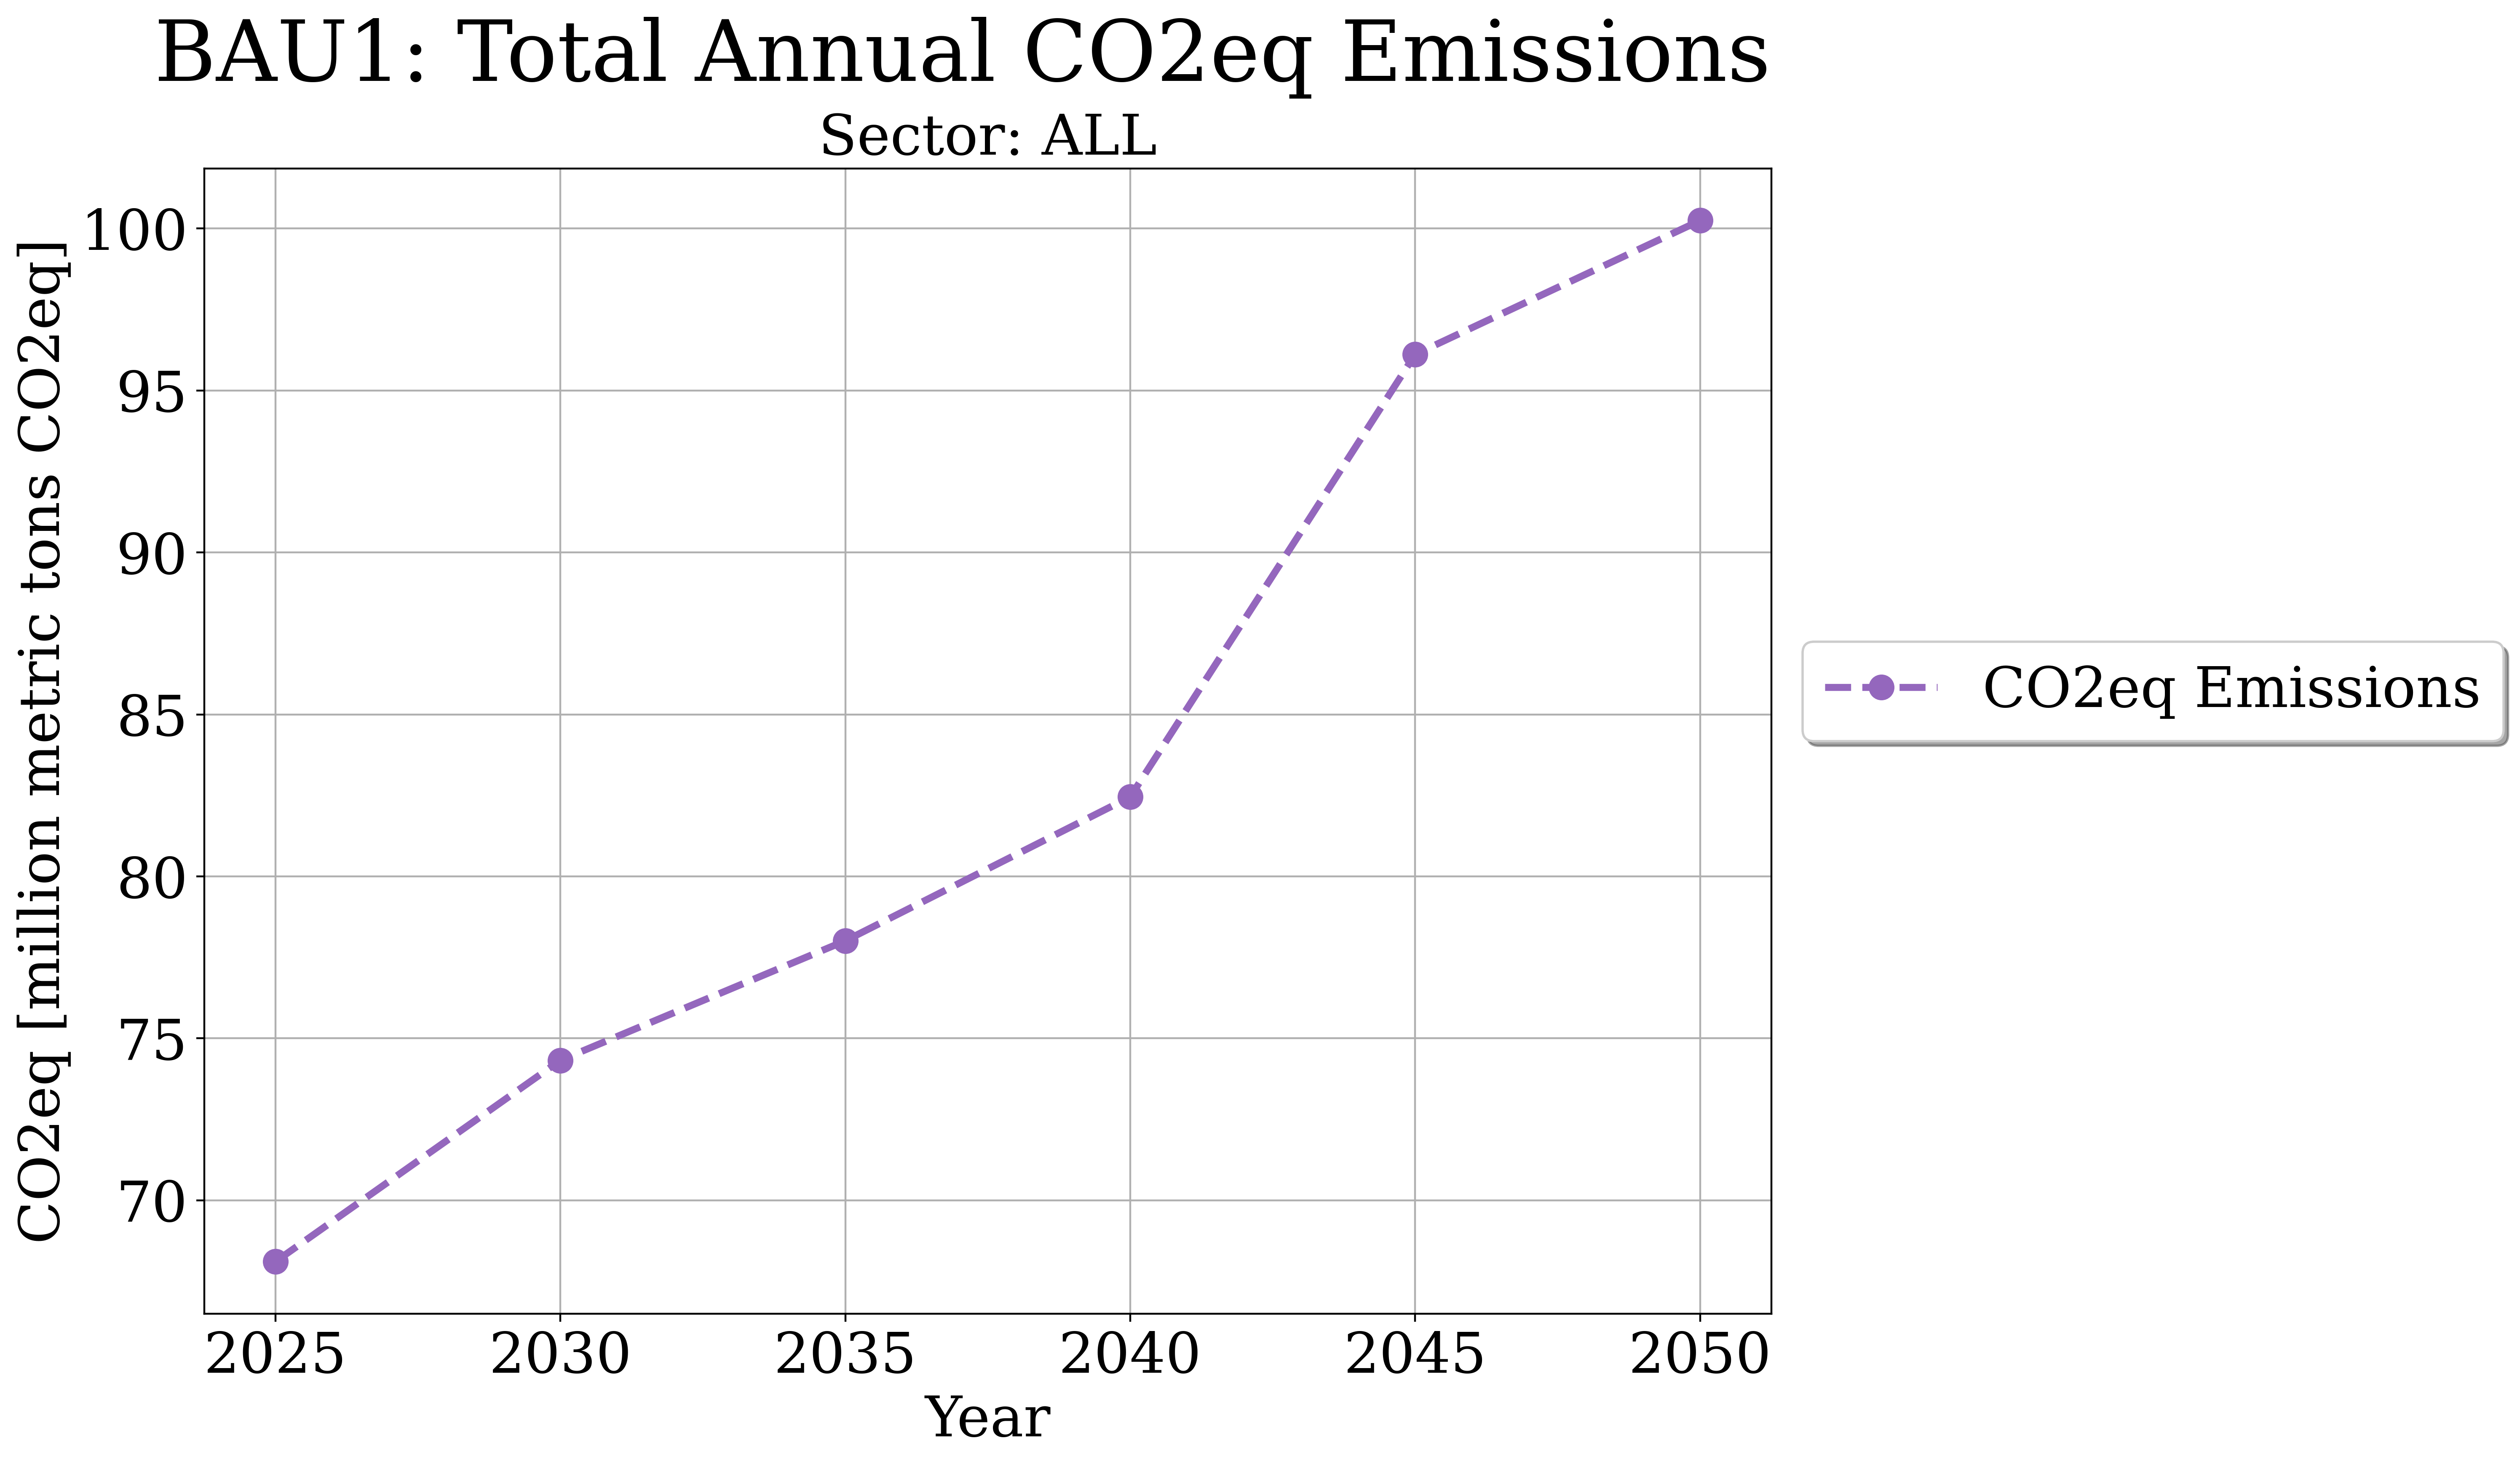 BAU1: Total Annual CO2eq Emissions
Sector: ALL
CO2eq [million metric tons CO2eq]
100
95
90
85
80
75
70
2025 2030 2035 2040 2045 2050
Year
CO2eq Emissions